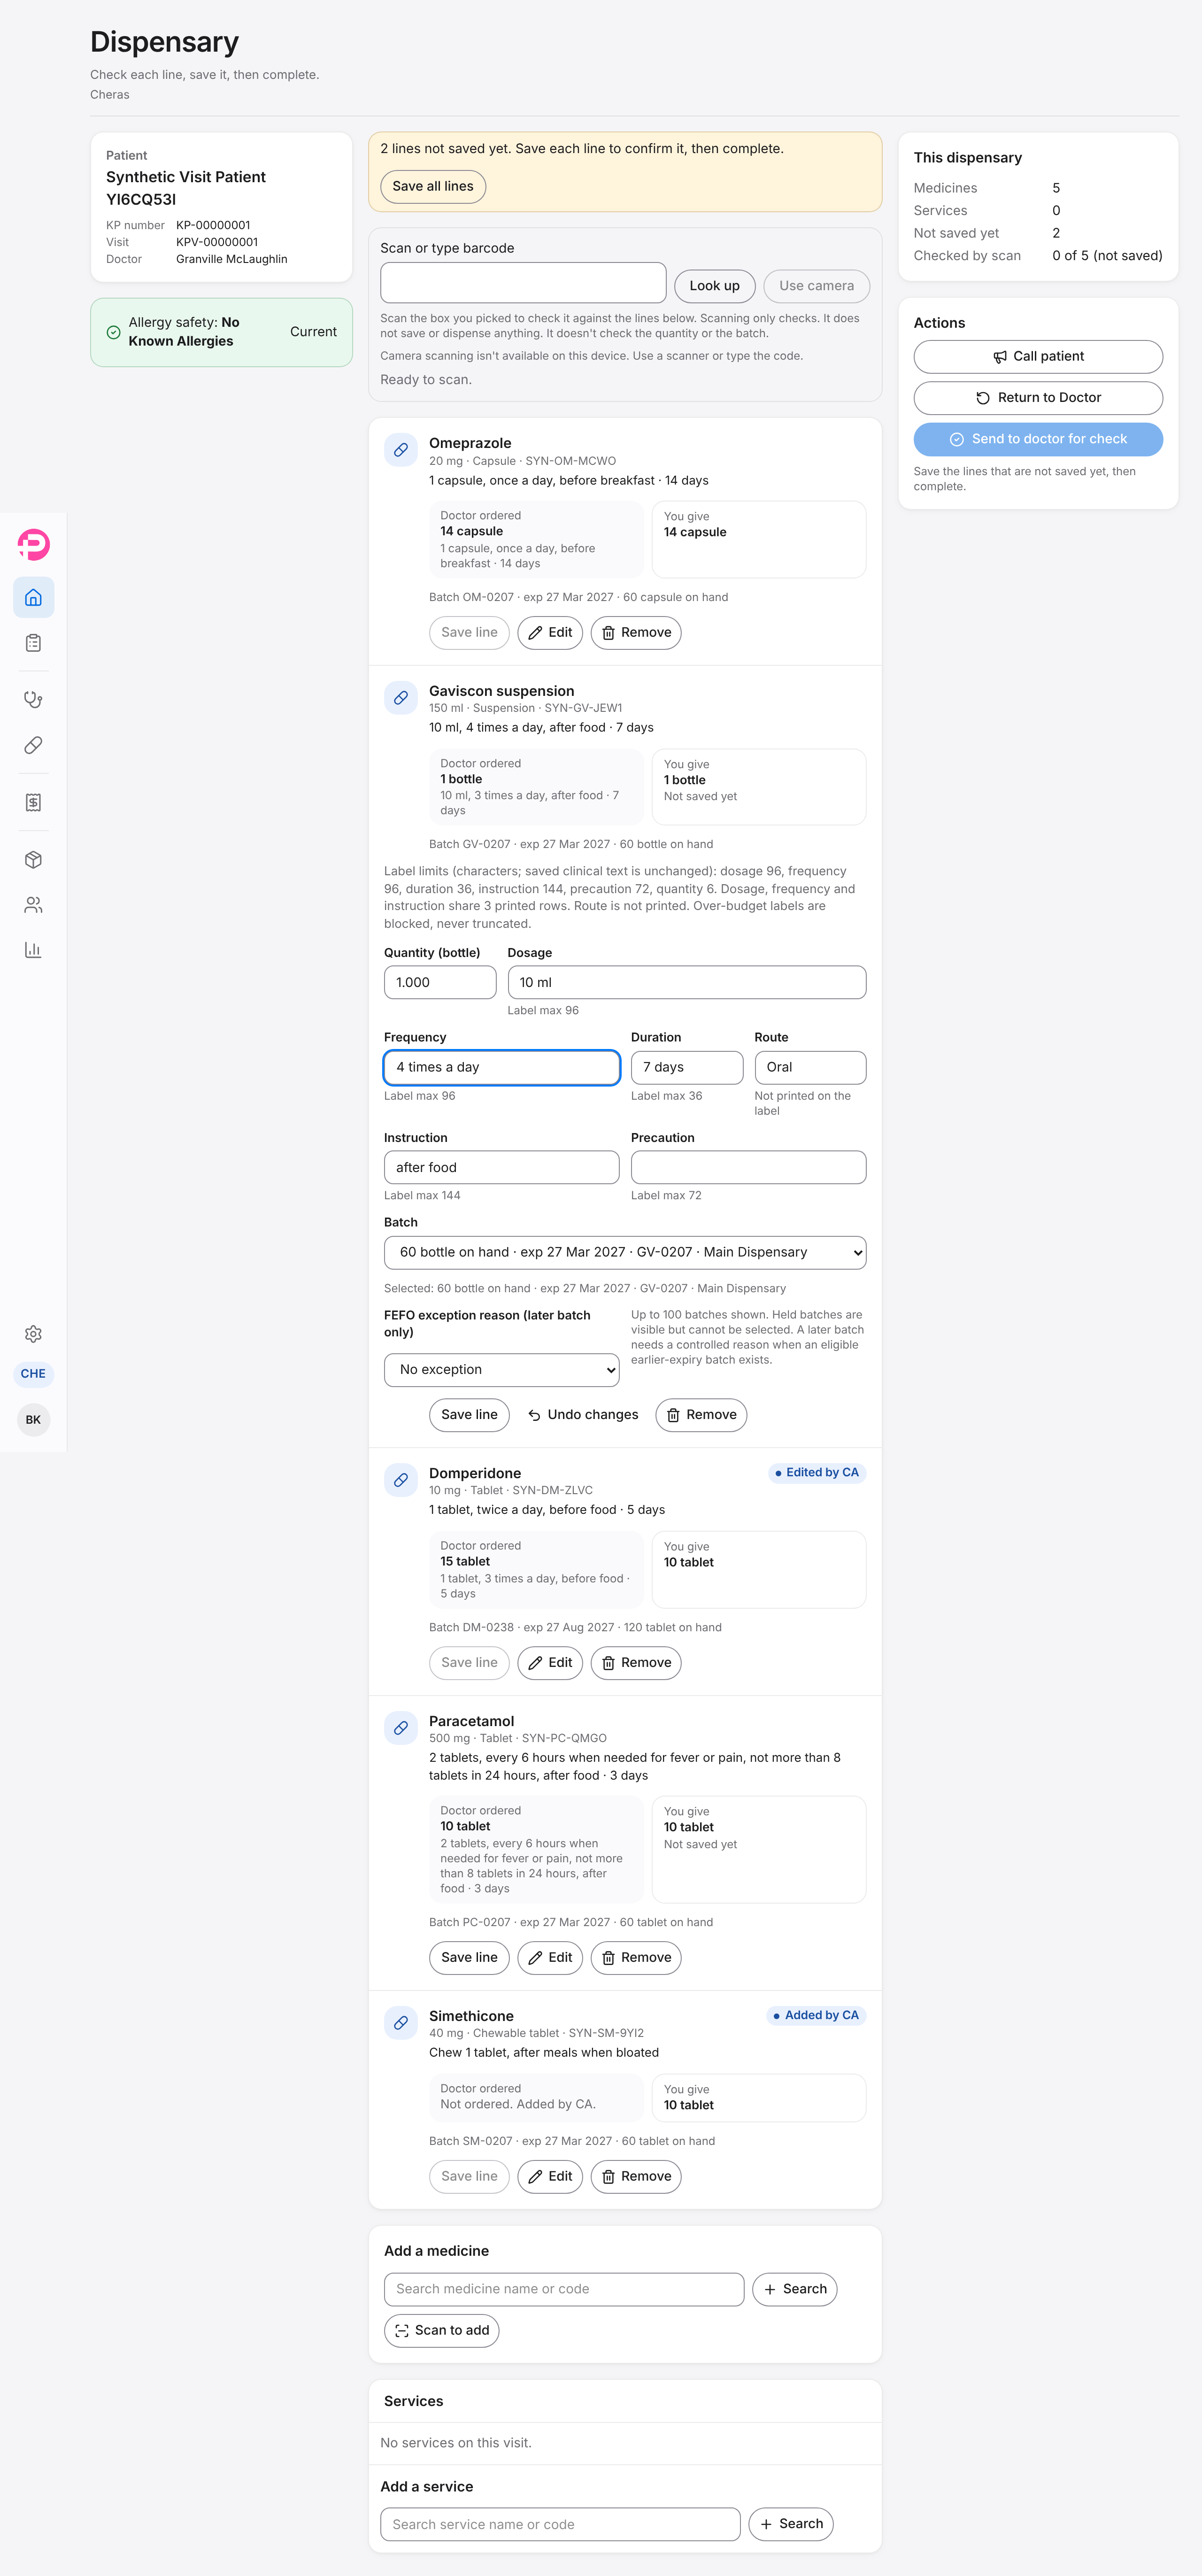 Dispensary
Check each line, save it, then complete.
Cheras
Patient
Synthetic Visit Patient
YI6CQ53I
KP number KP-00000001
Visit KPV-00000001
Doctor Granville McLaughlin
Allergy safety: No
Known Allergies
Current
2 lines not saved yet. Save each line to confirm it, then complete.
Save all lines
Scan or type barcode
Look up
Use camera
Scan the box you picked to check it against the lines below. Scanning only checks. It does
not save or dispense anything. It doesn't check the quantity or the batch.
Camera scanning isn't available on this device. Use a scanner or type the code.
Ready to scan.
This dispensary
Medicines 5
Services 0
Not saved yet 2
Checked by scan 0 of 5 (not saved)
Actions
Call patient
Return to Doctor
Send to doctor for check
Save the lines that are not saved yet, then
complete.
CHE
BK
Omeprazole
20 mg · Capsule · SYN-OM-MCWO
1 capsule, once a day, before breakfast · 14 days
Doctor ordered
14 capsule
1 capsule, once a day, before
breakfast · 14 days
You give
14 capsule
Batch OM-0207 · exp 27 Mar 2027 · 60 capsule on hand
Save line
Edit
Remove
Gaviscon suspension
150 ml · Suspension · SYN-GV-JEW1
10 ml, 4 times a day, after food · 7 days
Doctor ordered
1 bottle
10 ml, 3 times a day, after food · 7
days
You give
1 bottle
Not saved yet
Batch GV-0207 · exp 27 Mar 2027 · 60 bottle on hand
Label limits (characters; saved clinical text is unchanged): dosage 96, frequency
96, duration 36, instruction 144, precaution 72, quantity 6. Dosage, frequency and
instruction share 3 printed rows. Route is not printed. Over-budget labels are
blocked, never truncated.
Quantity (bottle)
1.000
Dosage
10 ml
Label max 96
Frequency
4 times a day
Label max 96
Duration
7 days
Label max 36
Route
Oral
Not printed on the
label
Instruction
after food
Label max 144
Precaution
Label max 72
Batch
60 bottle on hand · exp 27 Mar 2027 · GV-0207 · Main Dispensary
Selected: 60 bottle on hand · exp 27 Mar 2027 · GV-0207 · Main Dispensary
FEFO exception reason (later batch
only)
No exception
Up to 100 batches shown. Held batches are
visible but cannot be selected. A later batch
needs a controlled reason when an eligible
earlier-expiry batch exists.
Save line
Undo changes
Remove
Domperidone
Edited by CA
10 mg · Tablet · SYN-DM-ZLVC
1 tablet, twice a day, before food · 5 days
Doctor ordered
15 tablet
1 tablet, 3 times a day, before food ·
5 days
You give
10 tablet
Batch DM-0238 · exp 27 Aug 2027 · 120 tablet on hand
Save line
Edit
Remove
Paracetamol
500 mg · Tablet · SYN-PC-QMGO
2 tablets, every 6 hours when needed for fever or pain, not more than 8
tablets in 24 hours, after food · 3 days
Doctor ordered
10 tablet
2 tablets, every 6 hours when
needed for fever or pain, not more
than 8 tablets in 24 hours, after
food · 3 days
You give
10 tablet
Not saved yet
Batch PC-0207 · exp 27 Mar 2027 · 60 tablet on hand
Save line
Edit
Remove
Simethicone
Added by CA
40 mg · Chewable tablet · SYN-SM-9YI2
Chew 1 tablet, after meals when bloated
Doctor ordered
Not ordered. Added by CA.
You give
10 tablet
Batch SM-0207 · exp 27 Mar 2027 · 60 tablet on hand
Save line
Edit
Remove
Add a medicine
Search medicine name or code
Search
Scan to add
Services
No services on this visit.
Add a service
Search service name or code
Search